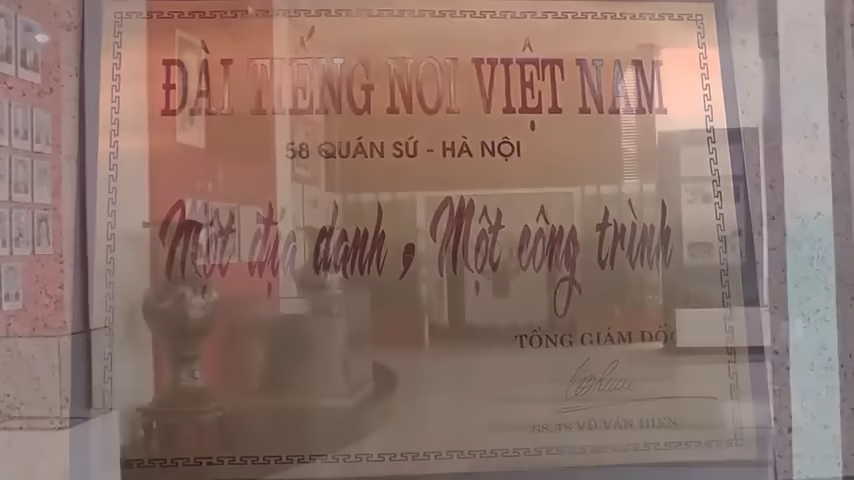 ĐÀI TIẾNG NÓI VIỆT NAM
58 QUÁN SỨ - HÀ NỘI
Một địa danh, Một công trình
TỔNG GIÁM ĐỐC
GS.TS VŨ VĂN HIỀN